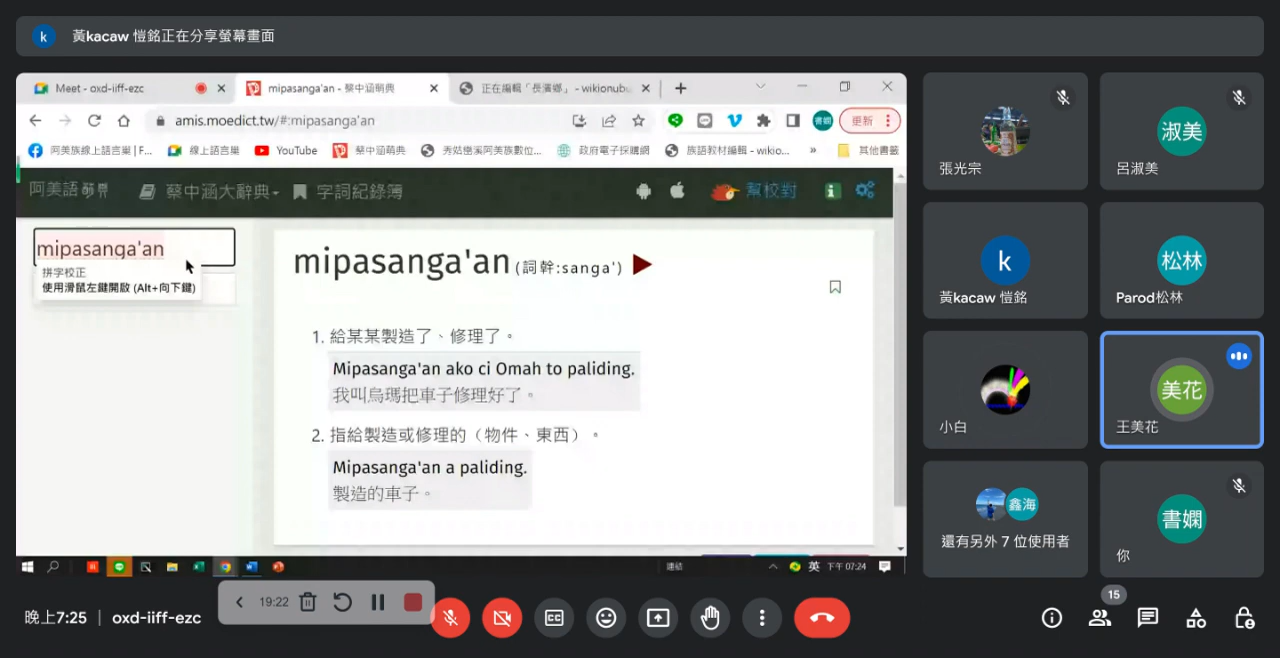 k 黃kacaw 愷銘正在分享螢幕畫面
Meet - oxd-iiff-ezc
mipasanga'an - 蔡中涵萌典
正在編輯「長濱鄉」 - wikionubu
amis.moedict.tw/#:mipasanga'an
書嫻
更新
阿美族線上語言巢 | F...
線上語言巢
YouTube
蔡中涵萌典
秀姑巒溪阿美族數位...
政府電子採購網
族語教材編輯 - wikio...
»
其他書籤
阿美語萌典
蔡中涵大辭典
字詞紀錄簿
幫校對
mipasanga'an
拼字校正
使用滑鼠左鍵開啟 (Alt+向下鍵)
mipasanga'an (詞幹:sanga')
1. 給某某製造了、修理了。
Mipasanga'an ako ci Omah to paliding.
我叫烏瑪把車子修理好了。
2. 指給製造或修理的（物件、東西）。
Mipasanga'an a paliding.
製造的車子。
連結
英
下午 07:24
張光宗
淑美
呂淑美
k
黃kacaw 愷銘
松林
Parod松林
小白
美花
王美花
鑫海
還有另外 7 位使用者
書嫻
你
晚上7:25 | oxd-iiff-ezc
19:22
CC
15